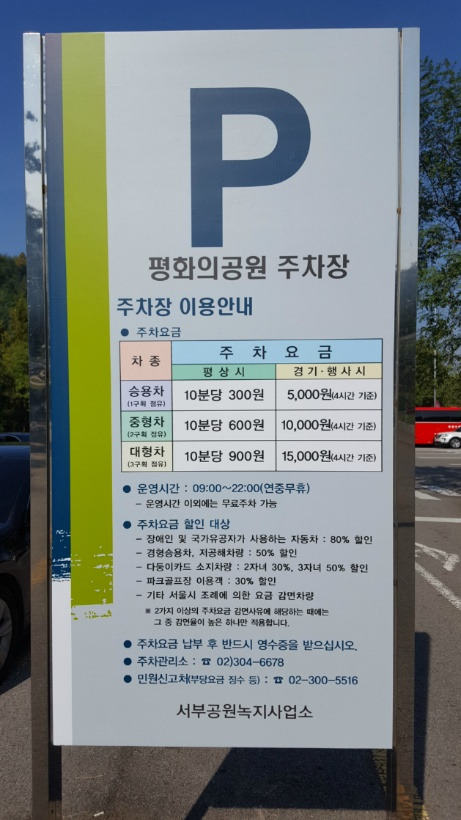 P
평화의공원 주차장
주차장 이용안내
● 주차요금
차 종 주 차 요 금
평 상 시 경 기 · 행 사 시
승용차 (1구획 점유) 10분당 300원 5,000원(4시간 기준)
중형차 (2구획 점유) 10분당 600원 10,000원(4시간 기준)
대형차 (3구획 점유) 10분당 900원 15,000원(4시간 기준)
● 운영시간 : 09:00~22:00(연중무휴)
– 운영시간 이외에는 무료주차 가능
● 주차요금 할인 대상
– 장애인 및 국가유공자가 사용하는 자동차 : 80% 할인
– 경형승용차, 저공해차량 : 50% 할인
– 다둥이카드 소지차량 : 2자녀 30%, 3자녀 50% 할인
– 파크골프장 이용객 : 30% 할인
– 기타 서울시 조례에 의한 요금 감면차량
※ 2가지 이상의 주차요금 감면사유에 해당하는 때에는
그 중 감면율이 높은 하나만 적용합니다.
● 주차요금 납부 후 반드시 영수증을 받으십시오.
● 주차관리소 : ☎ 02)304-6678
● 민원신고처(부당요금 징수 등) : ☎ 02-300-5516
서부공원녹지사업소